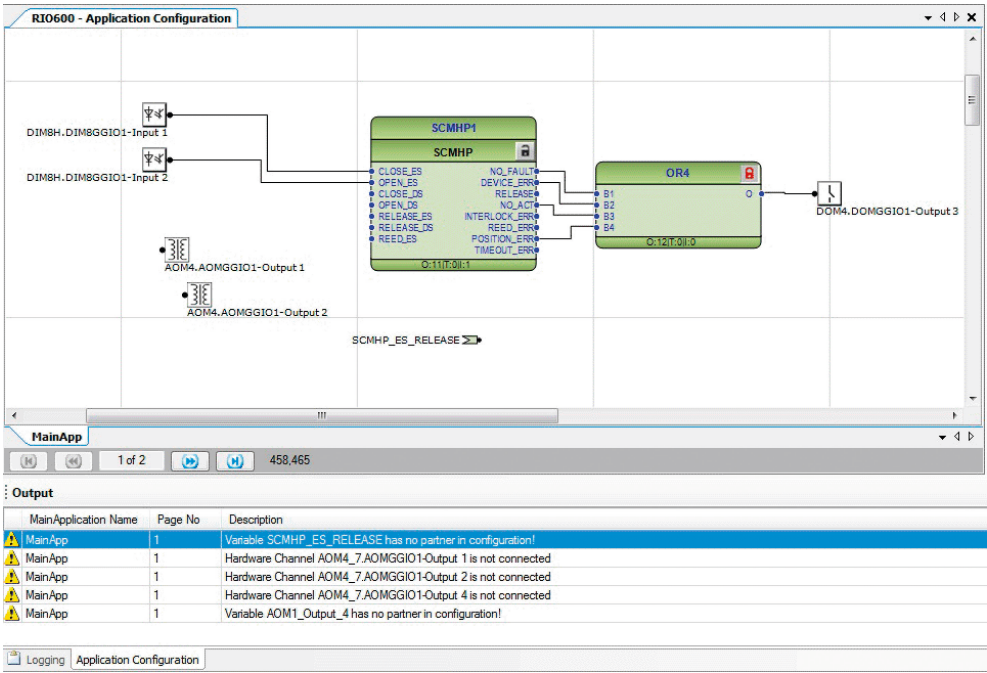 RIO600 - Application Configuration
DIM8H.DIM8GGIO1-Input 1
DIM8H.DIM8GGIO1-Input 2
SCMHP1
SCMHP
CLOSE_ES NO_FAULT
OPEN_ES DEVICE_ERR
CLOSE_DS RELEASE
OPEN_DS NO_ACT
RELEASE_ES INTERLOCK_ERR
RELEASE_DS REED_ERR
REED_ES POSITION_ERR
TIMEOUT_ERR
O:11|T:0|I:1
OR4
B1 O
B2
B3
B4
O:12|T:0|I:0
DOM4.DOMGGIO1-Output 3
AOM4.AOMGGIO1-Output 1
AOM4.AOMGGIO1-Output 2
SCMHP_ES_RELEASE
MainApp
1 of 2 458,465
Output
MainApplication Name Page No Description
MainApp 1 Variable SCMHP_ES_RELEASE has no partner in configuration!
MainApp 1 Hardware Channel AOM4_7.AOMGGIO1-Output 1 is not connected
MainApp 1 Hardware Channel AOM4_7.AOMGGIO1-Output 2 is not connected
MainApp 1 Hardware Channel AOM4_7.AOMGGIO1-Output 4 is not connected
MainApp 1 Variable AOM1_Output_4 has no partner in configuration!
Logging Application Configuration